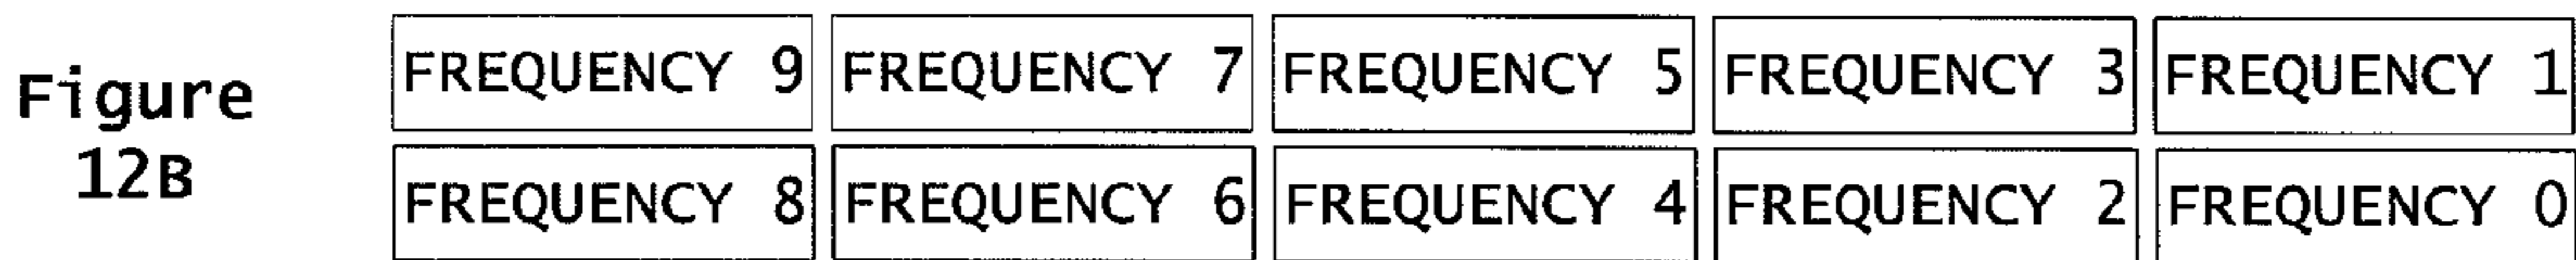 Figure
12B
FREQUENCY 9 FREQUENCY 7 FREQUENCY 5 FREQUENCY 3 FREQUENCY 1
FREQUENCY 8 FREQUENCY 6 FREQUENCY 4 FREQUENCY 2 FREQUENCY 0